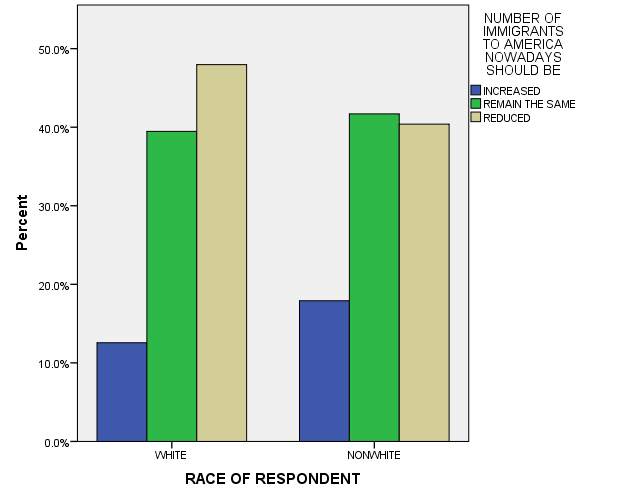 NUMBER OF
IMMIGRANTS
TO AMERICA
NOWADAYS
SHOULD BE
INCREASED
REMAIN THE SAME
REDUCED
50.0%
40.0%
30.0%
20.0%
10.0%
0.0%
Percent
WHITE
NONWHITE
RACE OF RESPONDENT